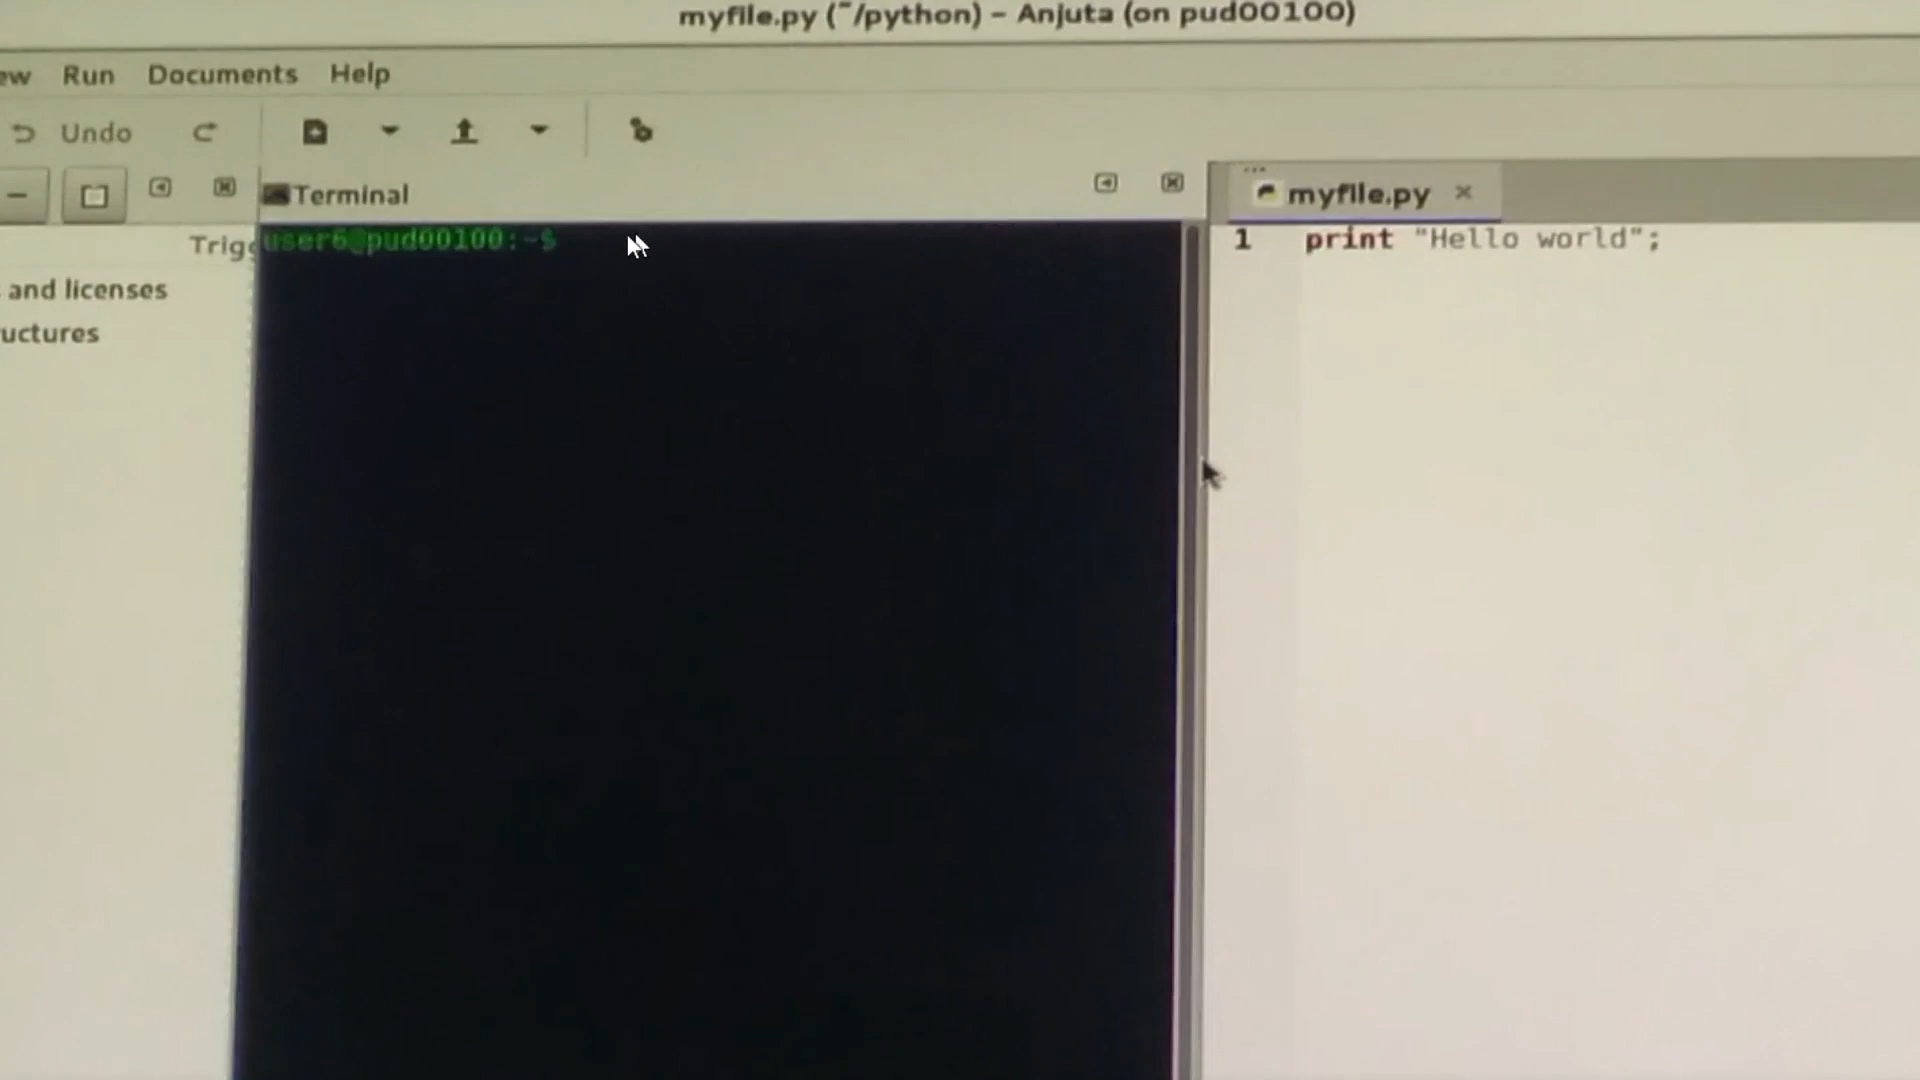 myfile.py (~/python) - Anjuta (on pud00100)
ew Run Documents Help
Undo
Terminal
myfile.py
Trigg
user6@pud00100:~$
1 print "Hello world";
and licenses
uctures